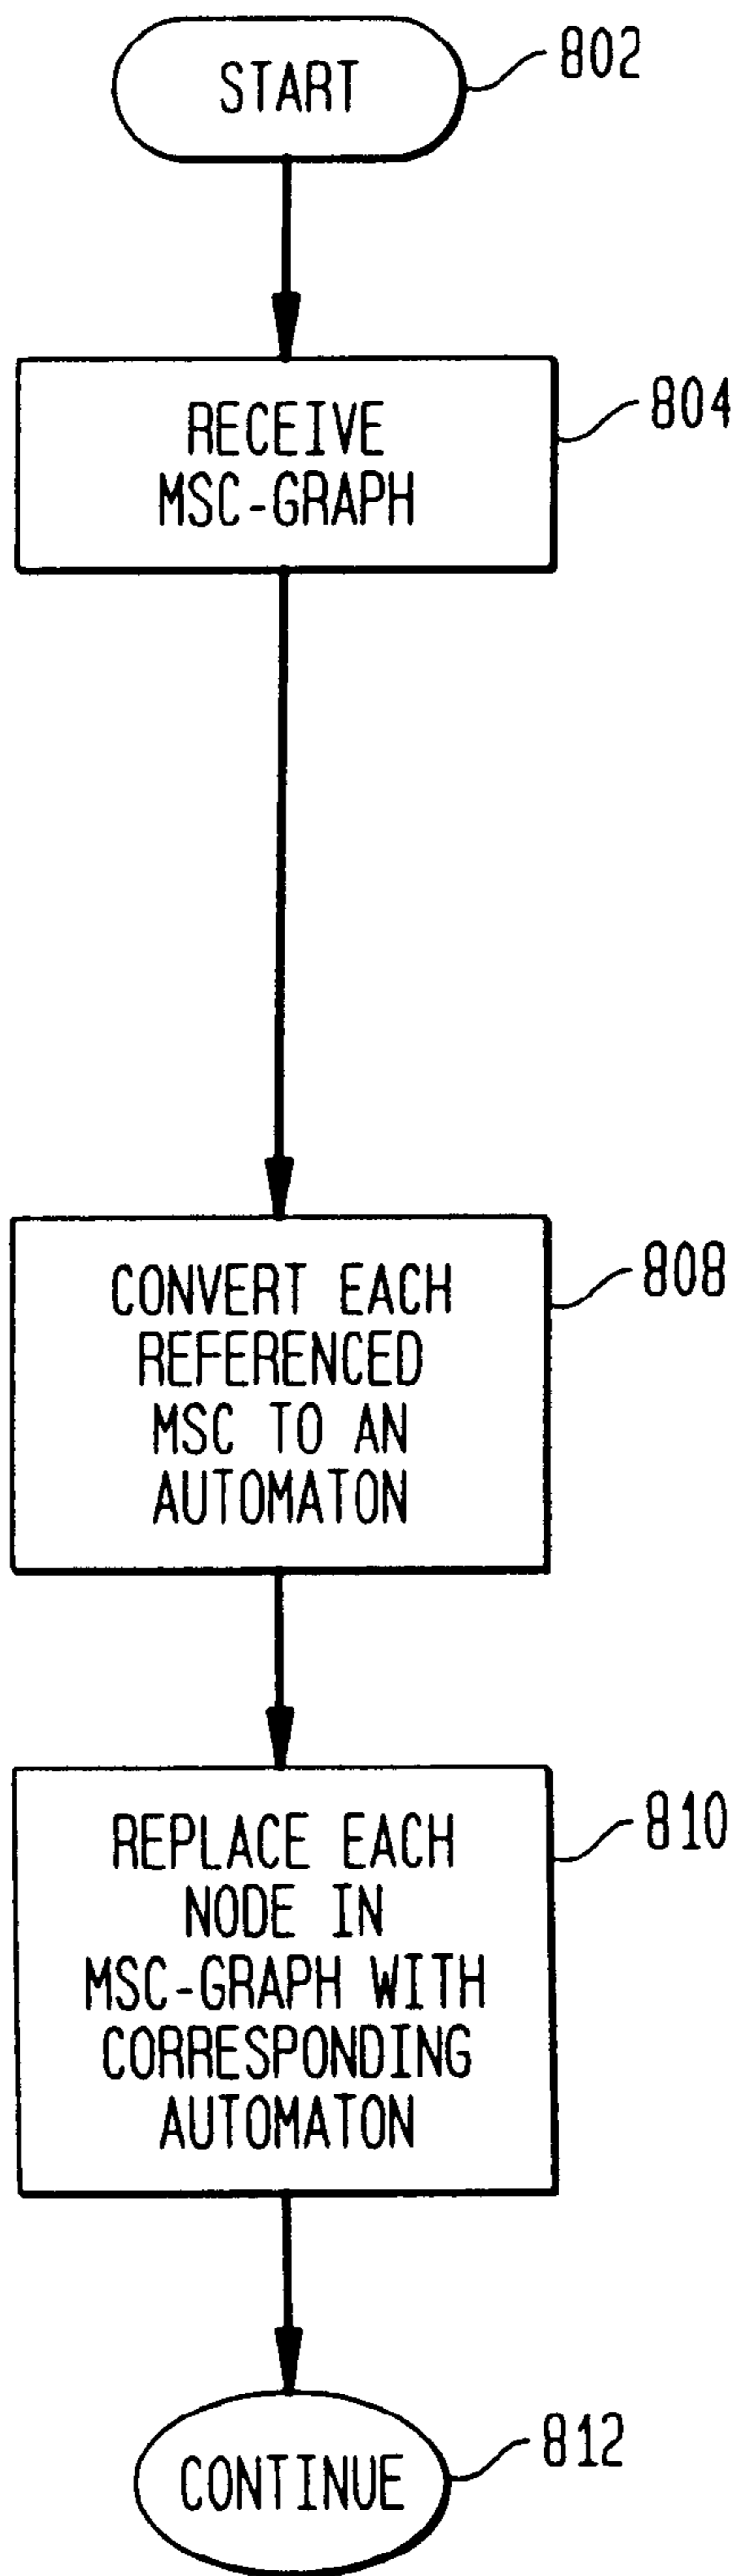 START
802
RECEIVE
MSC-GRAPH
804
CONVERT EACH
REFERENCED
MSC TO AN
AUTOMATON
808
REPLACE EACH
NODE IN
MSC-GRAPH WITH
CORRESPONDING
AUTOMATON
810
CONTINUE
812